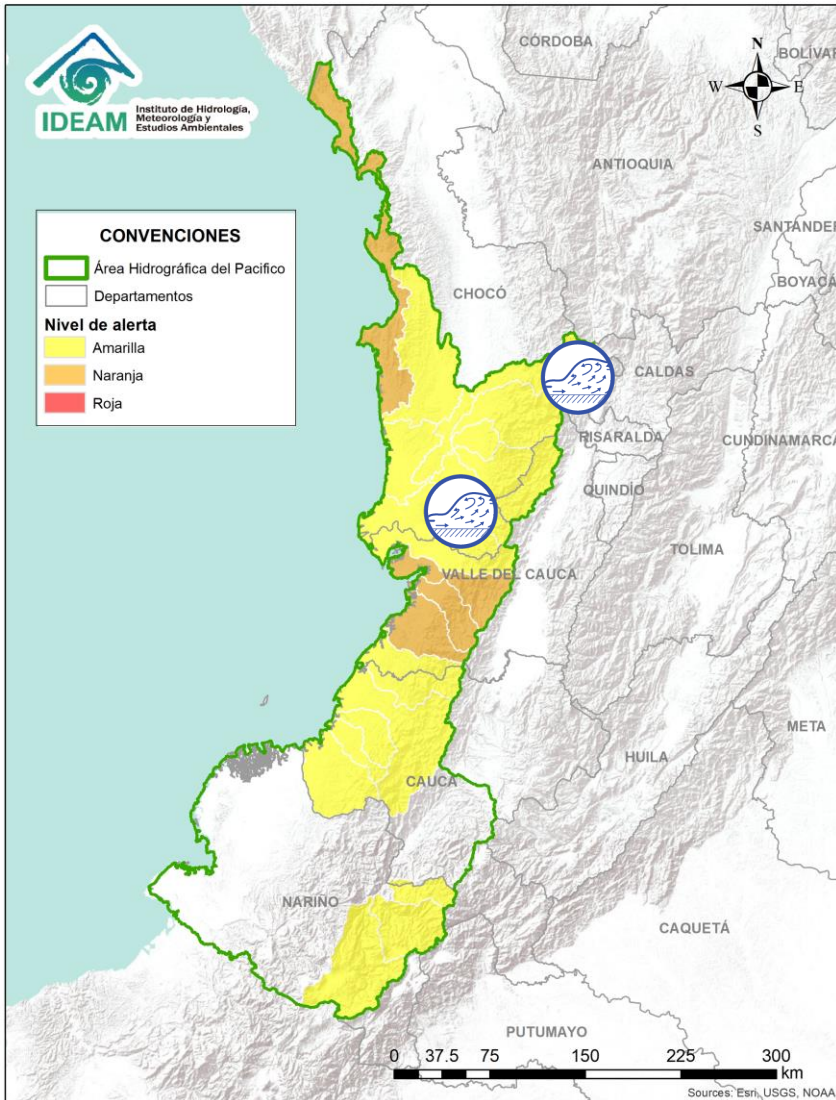 IDEAM
Instituto de Hidrología,
Meteorología y
Estudios Ambientales
CÓRDOBA
BOLÍVAR
N
W
E
S
ANTIOQUIA
SANTANDER
BOYACÁ
CONVENCIONES
Área Hidrográfica del Pacifico
Departamentos
Nivel de alerta
Amarilla
Naranja
Roja
CHOCÓ
CALDAS
RISARALDA
CUNDINAMARCA
QUINDÍO
TOLIMA
VALLE DEL CAUCA
META
HUILA
CAUCA
NARIÑO
CAQUETÁ
PUTUMAYO
0 37.5 75 150 225 300
km
Sources: Esri, USGS, NOAA